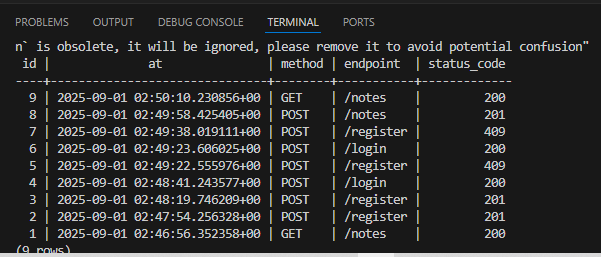 PROBLEMS OUTPUT DEBUG CONSOLE TERMINAL PORTS
n` is obsolete, it will be ignored, please remove it to avoid potential confusion"
 id |              at               | method | endpoint  | status_code
----+-------------------------------+--------+-----------+-------------
  9 | 2025-09-01 02:50:10.230856+00 | GET    | /notes    |         200
  8 | 2025-09-01 02:49:58.425405+00 | POST   | /notes    |         201
  7 | 2025-09-01 02:49:38.019111+00 | POST   | /register |         409
  6 | 2025-09-01 02:49:23.606025+00 | POST   | /login    |         200
  5 | 2025-09-01 02:49:22.555976+00 | POST   | /register |         409
  4 | 2025-09-01 02:48:41.243577+00 | POST   | /login    |         200
  3 | 2025-09-01 02:48:19.746209+00 | POST   | /register |         201
  2 | 2025-09-01 02:47:54.256328+00 | POST   | /register |         201
  1 | 2025-09-01 02:46:56.352358+00 | GET    | /notes    |         200
(9 rows)